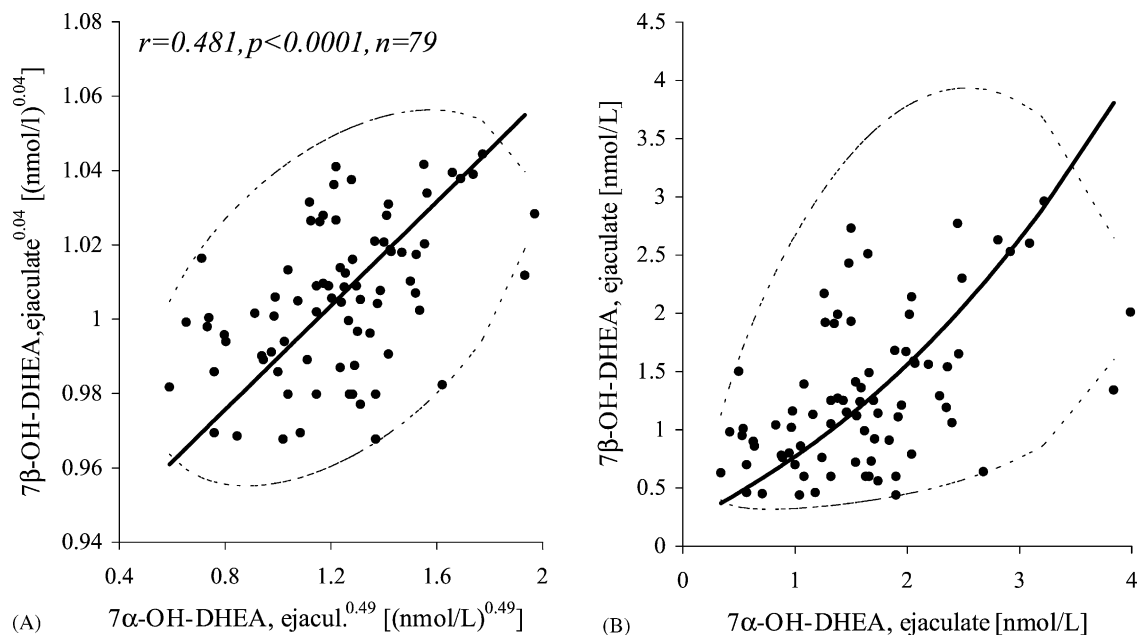 r=0.481, p<0.0001, n=79
7β-OH-DHEA,ejaculate^0.04 [(nmol/l)^0.04]
1.08
1.06
1.04
1.02
1
0.98
0.96
0.94
0.4 0.8 1.2 1.6 2
(A) 7α-OH-DHEA, ejacul.^0.49 [(nmol/L)^0.49]
7β-OH-DHEA, ejaculate [nmol/L]
4.5
4
3.5
3
2.5
2
1.5
1
0.5
0
0 1 2 3 4
(B) 7α-OH-DHEA, ejaculate [nmol/L]